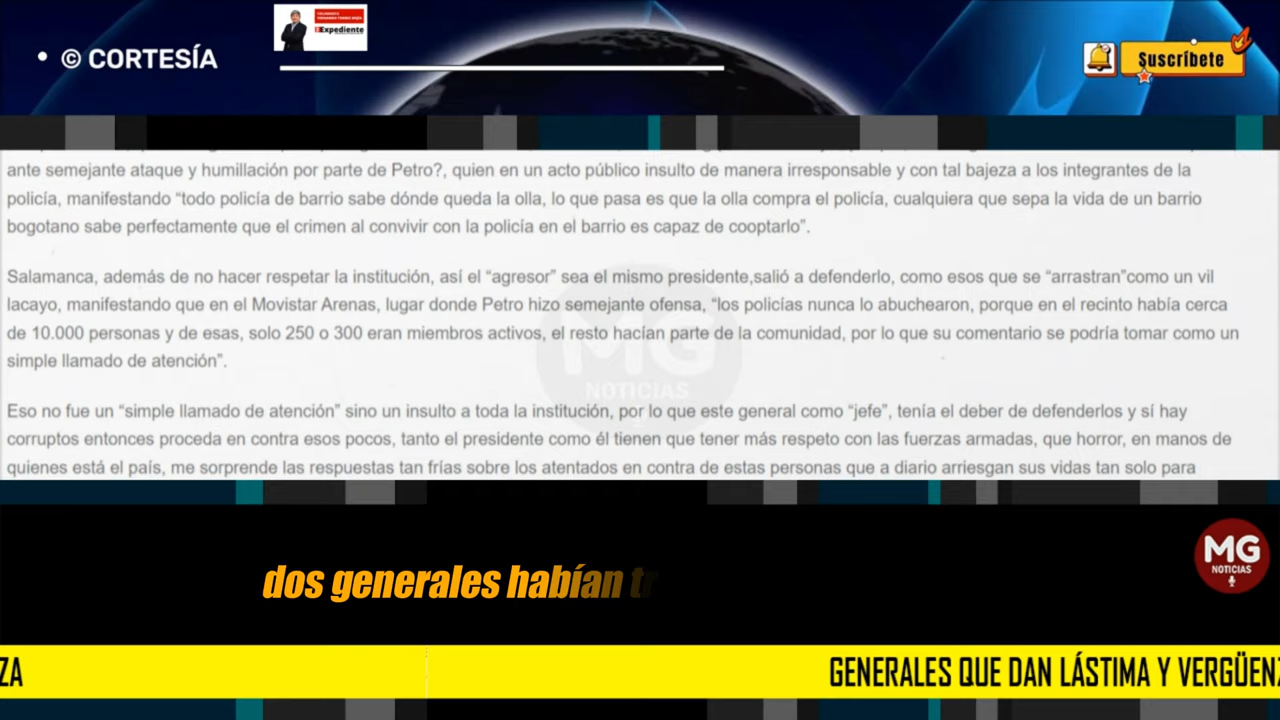 • © CORTESÍA
Expediente
Suscríbete
ante semejante ataque y humillación por parte de Petro?, quien en un acto público insulto de manera irresponsable y con tal bajeza a los integrantes de la
policía, manifestando “todo policía de barrio sabe dónde queda la olla, lo que pasa es que la olla compra el policía, cualquiera que sepa la vida de un barrio
bogotano sabe perfectamente que el crimen al convivir con la policía en el barrio es capaz de cooptarlo”.
Salamanca, además de no hacer respetar la institución, así el “agresor” sea el mismo presidente,salió a defenderlo, como esos que se “arrastran”como un vil
lacayo, manifestando que en el Movistar Arenas, lugar donde Petro hizo semejante ofensa, “los policías nunca lo abuchearon, porque en el recinto había cerca
de 10.000 personas y de esas, solo 250 o 300 eran miembros activos, el resto hacían parte de la comunidad, por lo que su comentario se podría tomar como un
simple llamado de atención”.
MG
NOTICIAS
Eso no fue un “simple llamado de atención” sino un insulto a toda la institución, por lo que este general como “jefe”, tenía el deber de defenderlos y sí hay
corruptos entonces proceda en contra esos pocos, tanto el presidente como él tienen que tener más respeto con las fuerzas armadas, que horror, en manos de
quienes está el país, me sorprende las respuestas tan frías sobre los atentados en contra de estas personas que a diario arriesgan sus vidas tan solo para
MG
NOTICIAS
dos generales habían tr
ZA GENERALES QUE DAN LÁSTIMA Y VERGÜENZ